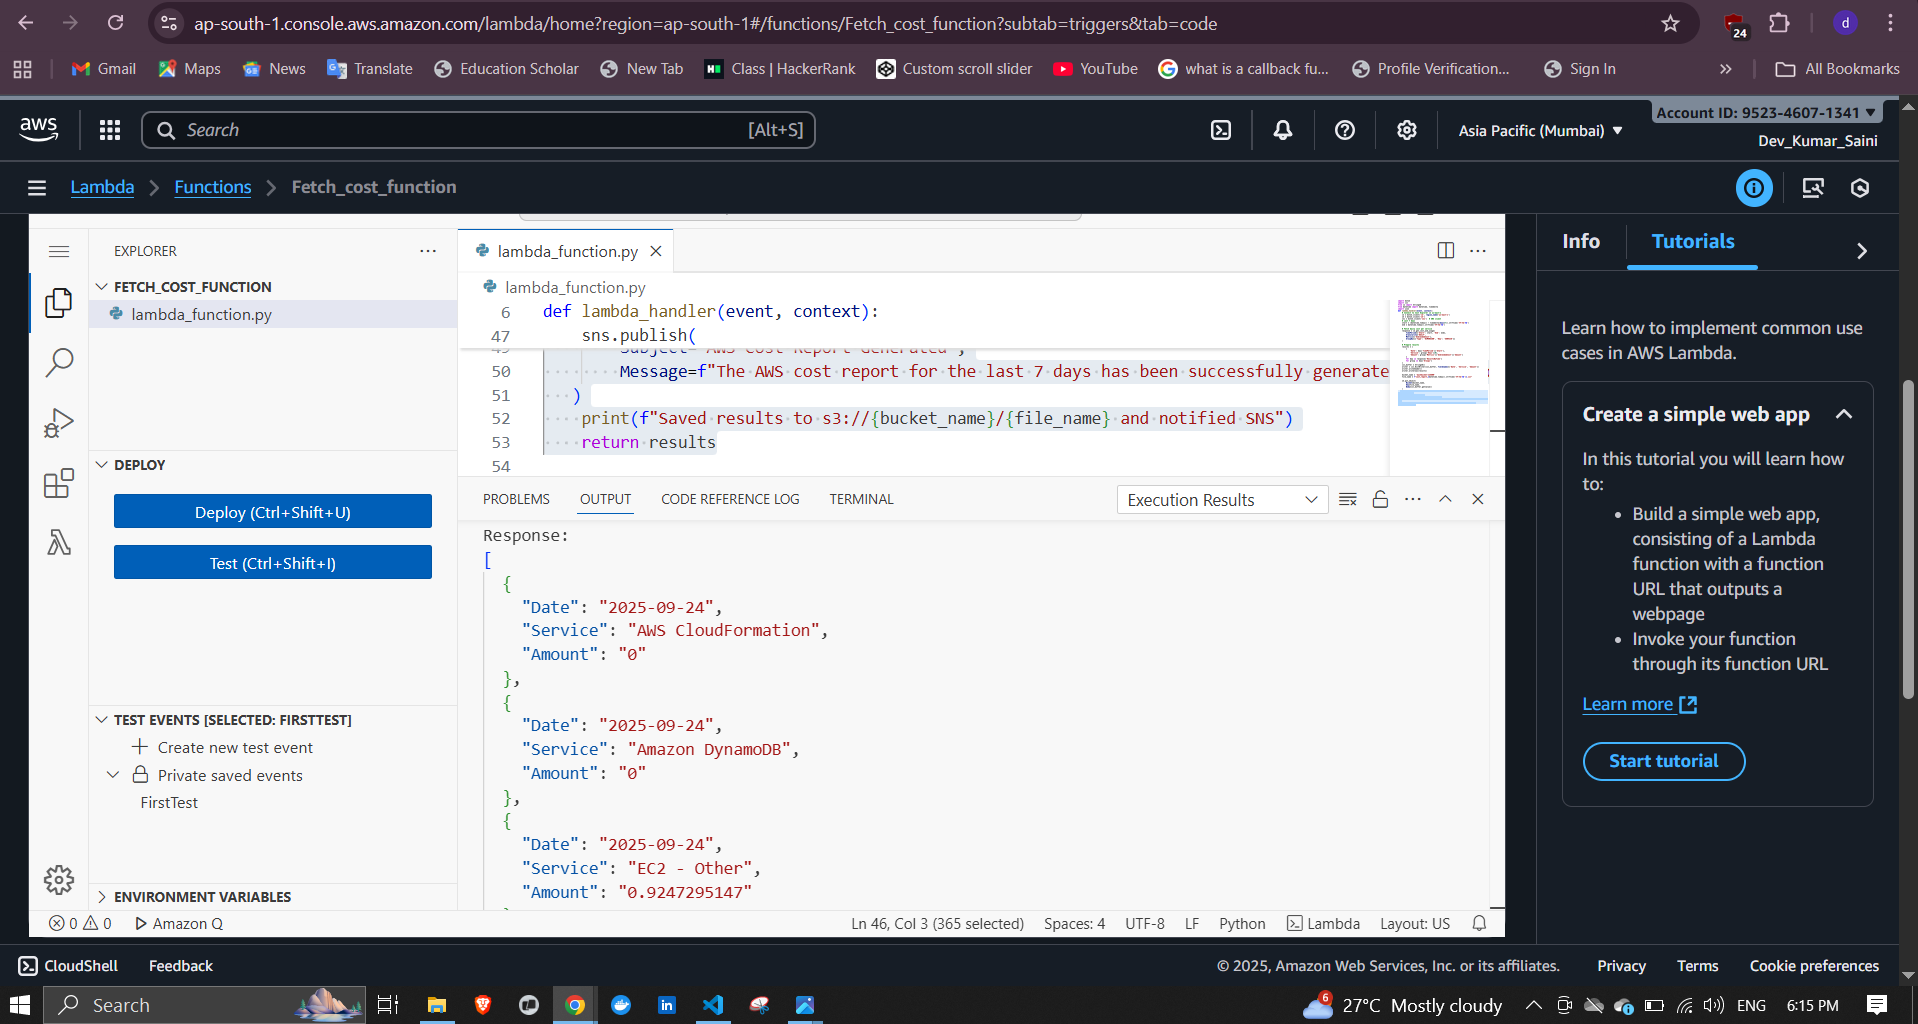 ap-south-1.console.aws.amazon.com/lambda/home?region=ap-south-1#/functions/Fetch_cost_function?subtab=triggers&tab=code
24
d
Gmail
Maps
News
Translate
Education Scholar
New Tab
Class | HackerRank
Custom scroll slider
YouTube
what is a callback fu...
Profile Verification...
Sign In
All Bookmarks
aws
Search
[Alt+S]
Asia Pacific (Mumbai)
Account ID: 9523-4607-1341
Dev_Kumar_Saini
Lambda
Functions
Fetch_cost_function
EXPLORER
FETCH_COST_FUNCTION
lambda_function.py
DEPLOY
Deploy (Ctrl+Shift+U)
Test (Ctrl+Shift+I)
TEST EVENTS [SELECTED: FIRSTTEST]
Create new test event
Private saved events
FirstTest
ENVIRONMENT VARIABLES
lambda_function.py
lambda_function.py
6 def lambda_handler(event, context):
47 sns.publish(
49 Subject="AWS Cost Report Generated",
50 Message=f"The AWS cost report for the last 7 days has been successfully generate
51 )
52 print(f"Saved results to s3://{bucket_name}/{file_name} and notified SNS")
53 return results
54
PROBLEMS
OUTPUT
CODE REFERENCE LOG
TERMINAL
Execution Results
Response:
[
{
"Date": "2025-09-24",
"Service": "AWS CloudFormation",
"Amount": "0"
},
{
"Date": "2025-09-24",
"Service": "Amazon DynamoDB",
"Amount": "0"
},
{
"Date": "2025-09-24",
"Service": "EC2 - Other",
"Amount": "0.9247295147"
0
0
Amazon Q
Ln 46, Col 3 (365 selected)
Spaces: 4
UTF-8
LF
Python
Lambda
Layout: US
Info
Tutorials
Learn how to implement common use
cases in AWS Lambda.
Create a simple web app
In this tutorial you will learn how
to:
• Build a simple web app,
consisting of a Lambda
function with a function
URL that outputs a
webpage
• Invoke your function
through its function URL
Learn more
Start tutorial
CloudShell
Feedback
© 2025, Amazon Web Services, Inc. or its affiliates.
Privacy
Terms
Cookie preferences
Search
6
27°C Mostly cloudy
ENG
6:15 PM